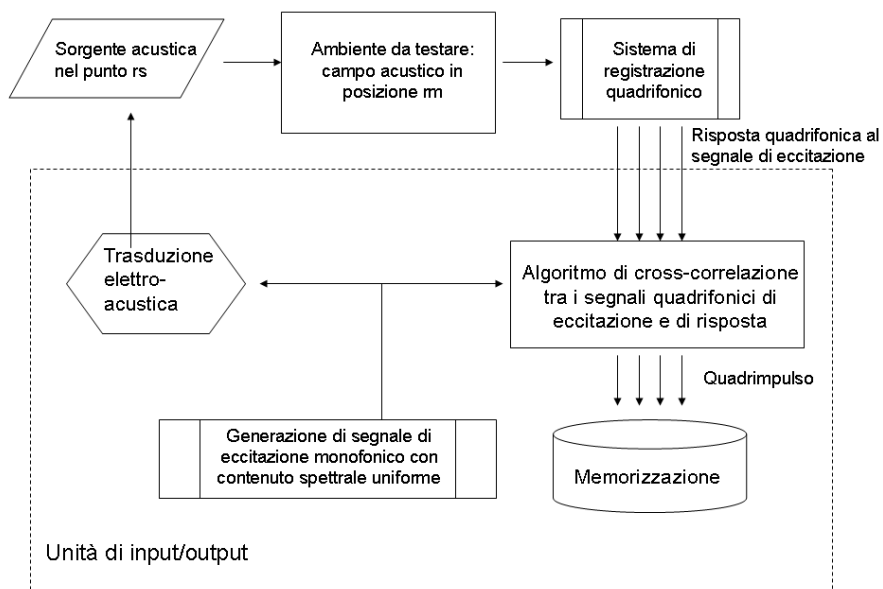 Sorgente acustica
nel punto rs
Ambiente da testare:
campo acustico in
posizione rm
Sistema di
registrazione
quadrifonico
Risposta quadrifonica al
segnale di eccitazione
Trasduzione
elettro-
acustica
Algoritmo di cross-correlazione
tra i segnali quadrifonici di
eccitazione e di risposta
Quadrimpulso
Generazione di segnale di
eccitazione monofonico con
contenuto spettrale uniforme
Memorizzazione
Unità di input/output